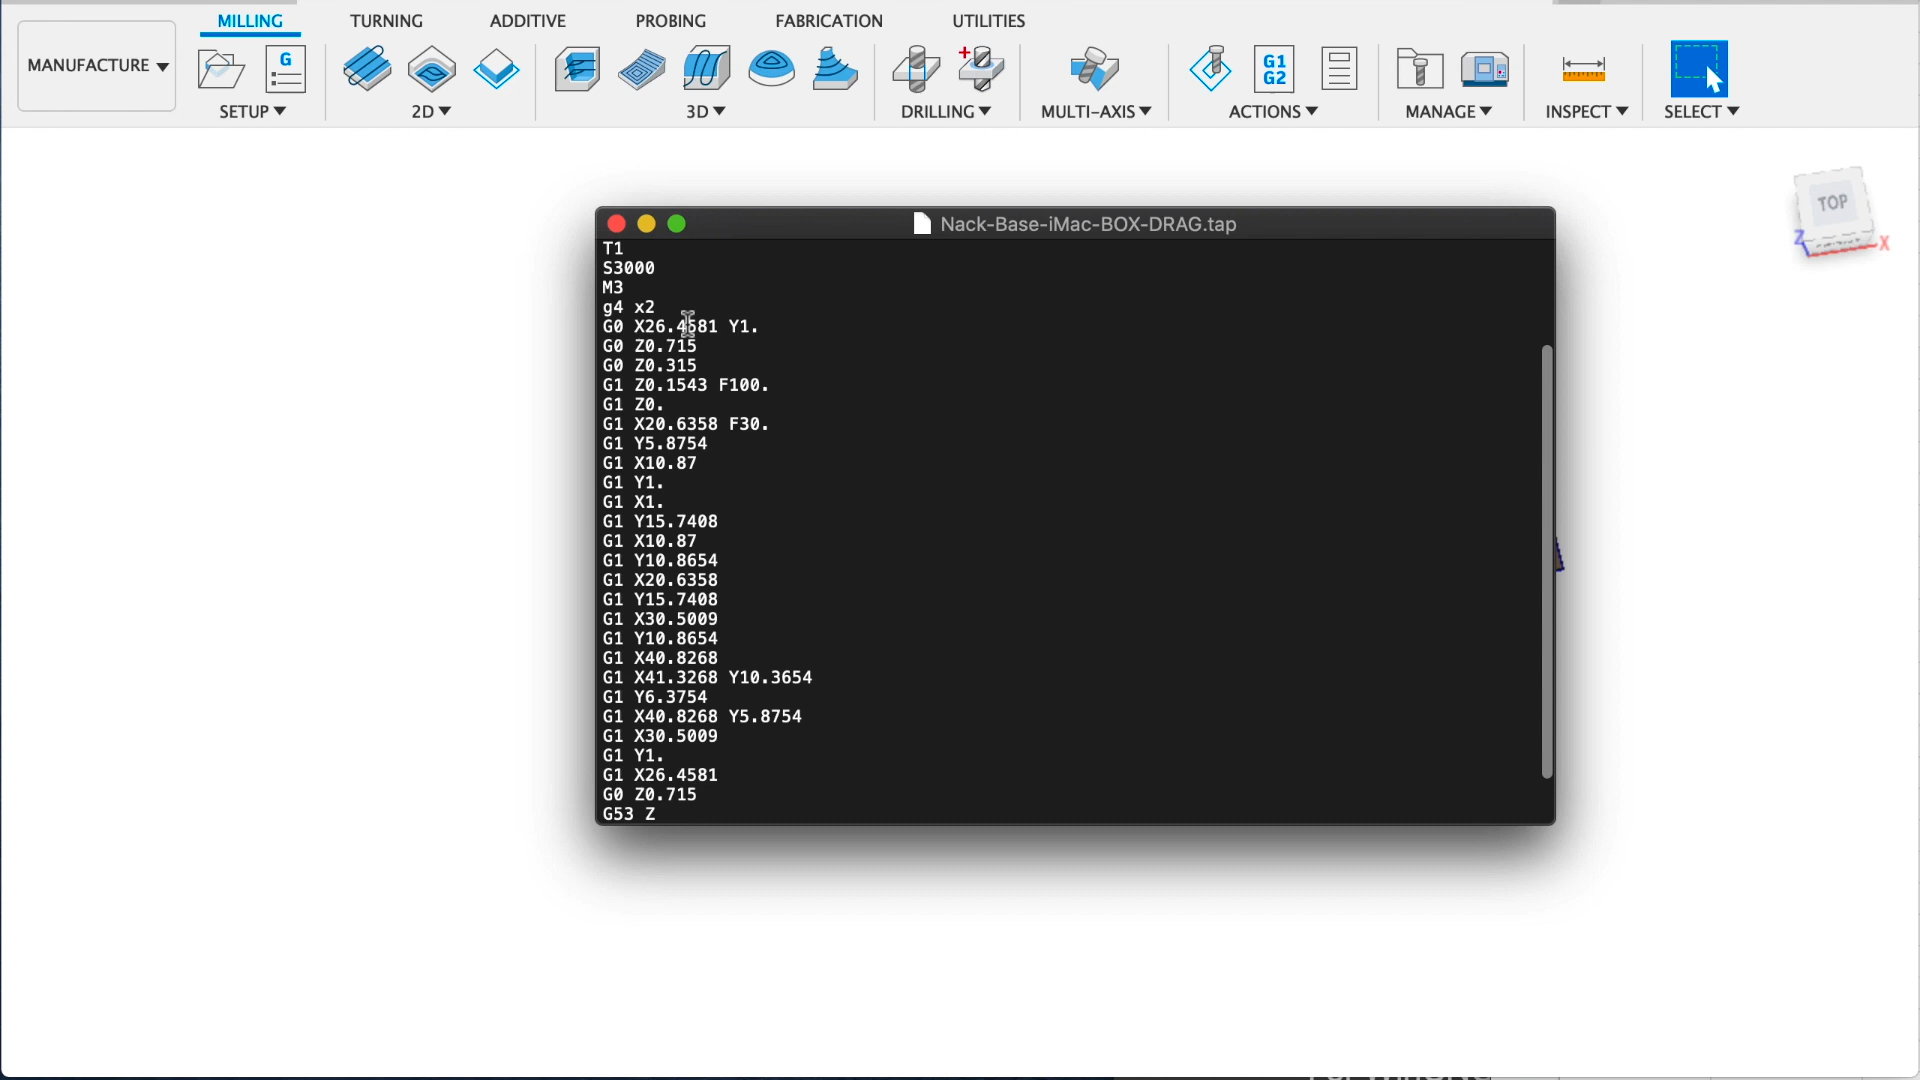 MILLING TURNING ADDITIVE PROBING FABRICATION UTILITIES
MANUFACTURE
G
G1
G2
SETUP 2D 3D DRILLING MULTI-AXIS ACTIONS MANAGE INSPECT SELECT
TOP
Z X
Nack-Base-iMac-BOX-DRAG.tap
T1
S3000
M3
g4 x2
G0 X26.4581 Y1.
G0 Z0.715
G0 Z0.315
G1 Z0.1543 F100.
G1 Z0.
G1 X20.6358 F30.
G1 Y5.8754
G1 X10.87
G1 Y1.
G1 X1.
G1 Y15.7408
G1 X10.87
G1 Y10.8654
G1 X20.6358
G1 Y15.7408
G1 X30.5009
G1 Y10.8654
G1 X40.8268
G1 X41.3268 Y10.3654
G1 Y6.3754
G1 X40.8268 Y5.8754
G1 X30.5009
G1 Y1.
G1 X26.4581
G0 Z0.715
G53 Z